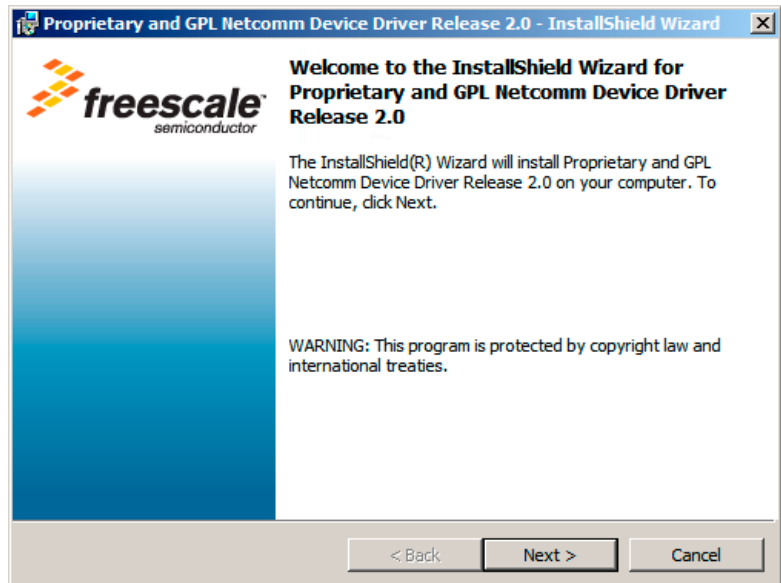 Proprietary and GPL Netcomm Device Driver Release 2.0 - InstallShield Wizard
freescale™
semiconductor
Welcome to the InstallShield Wizard for
Proprietary and GPL Netcomm Device Driver
Release 2.0
The InstallShield(R) Wizard will install Proprietary and GPL
Netcomm Device Driver Release 2.0 on your computer. To
continue, click Next.
WARNING: This program is protected by copyright law and
international treaties.
< Back
Next >
Cancel